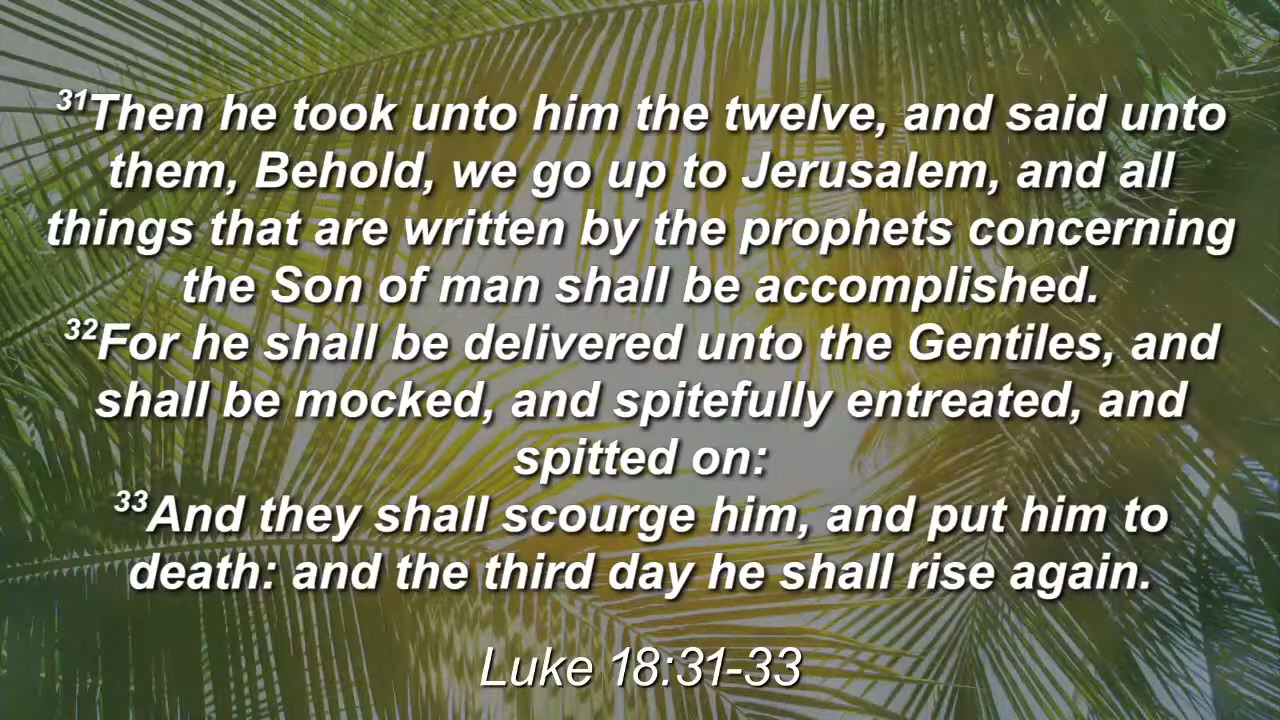 31Then he took unto him the twelve, and said unto
them, Behold, we go up to Jerusalem, and all
things that are written by the prophets concerning
the Son of man shall be accomplished.
32For he shall be delivered unto the Gentiles, and
shall be mocked, and spitefully entreated, and
spitted on:
33And they shall scourge him, and put him to
death: and the third day he shall rise again.
Luke 18:31-33